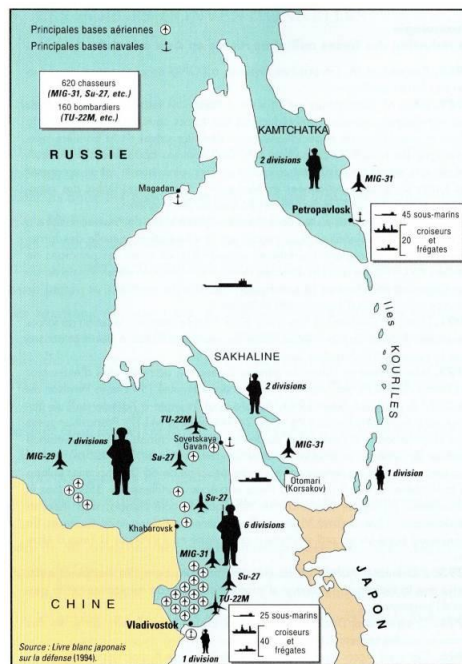 Principales bases aériennes
Principales bases navales
620 chasseurs
(MIG-31, Su-27, etc.)
160 bombardiers
(TU-22M, etc.)
RUSSIE
KAMTCHATKA
2 divisions
MIG-31
Magadan
Petropavlosk
45 sous-marins
croiseurs
20 et
frégates
Iles KOURILES
SAKHALINE
2 divisions
TU-22M
7 divisions
Sovetskaya
Gavan
MIG-29
Su-27
MIG-31
Otomari
(Korsakov)
1 division
Su-27
Khabarovsk
6 divisions
MIG-31
Su-27
CHINE
TU-22M
JAPON
Vladivostok
25 sous-marins
croiseurs
40 et
frégates
1 division
Source : Livre blanc japonais
sur la défense (1994).